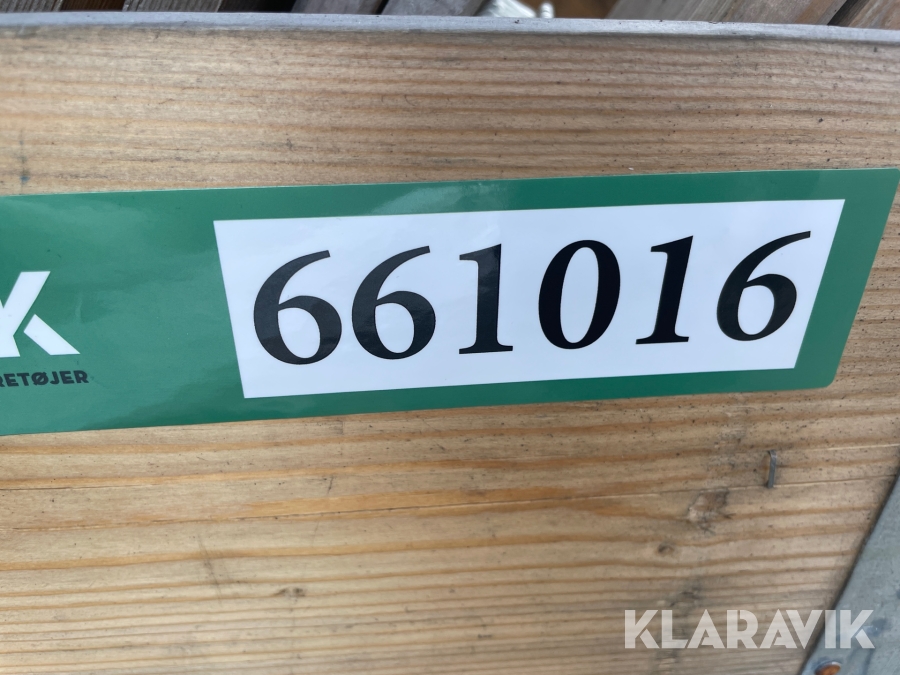 661016
K
RETØJER
KLARAVIK